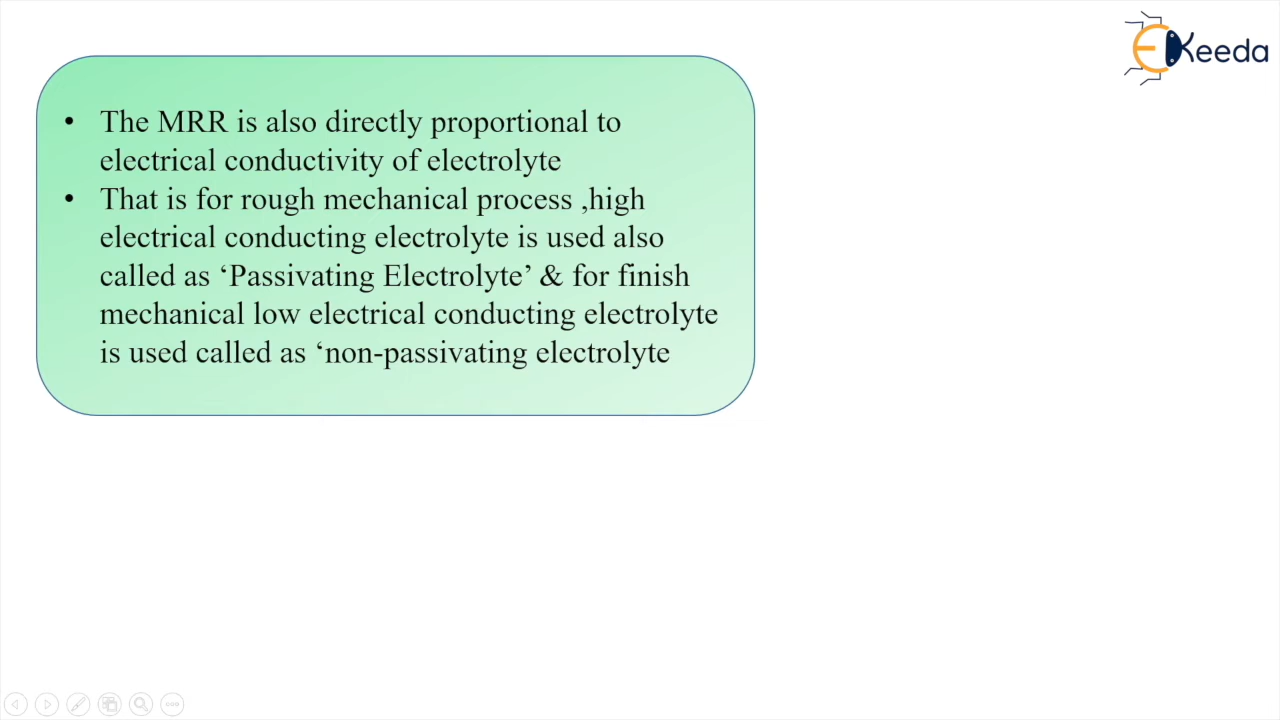 Keeda
• The MRR is also directly proportional to
electrical conductivity of electrolyte
• That is for rough mechanical process ,high
electrical conducting electrolyte is used also
called as ‘Passivating Electrolyte’ & for finish
mechanical low electrical conducting electrolyte
is used called as ‘non-passivating electrolyte